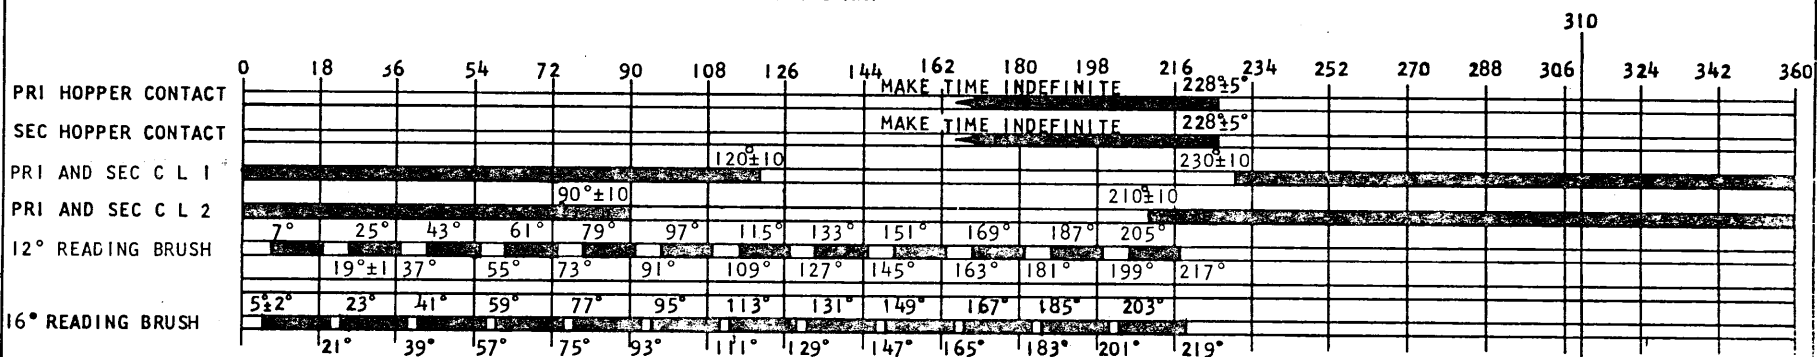 310
0 18 36 54 72 90 108 126 144 162 180 198 216 234 252 270 288 306 324 342 360
PRI HOPPER CONTACT MAKE TIME INDEFINITE 228°±5°
SEC HOPPER CONTACT MAKE TIME INDEFINITE 228°±5°
120°±10 230°±10
PRI AND SEC C L 1
90°±10 210°±10
PRI AND SEC C L 2
7° 25° 43° 61° 79° 97° 115° 133° 151° 169° 187° 205°
12° READING BRUSH
19°±1 37° 55° 73° 91° 109° 127° 145° 163° 181° 199° 217°
5°±2° 23° 41° 59° 77° 95° 113° 131° 149° 167° 185° 203°
16° READING BRUSH
21° 39° 57° 75° 93° 111° 129° 147° 165° 183° 201° 219°